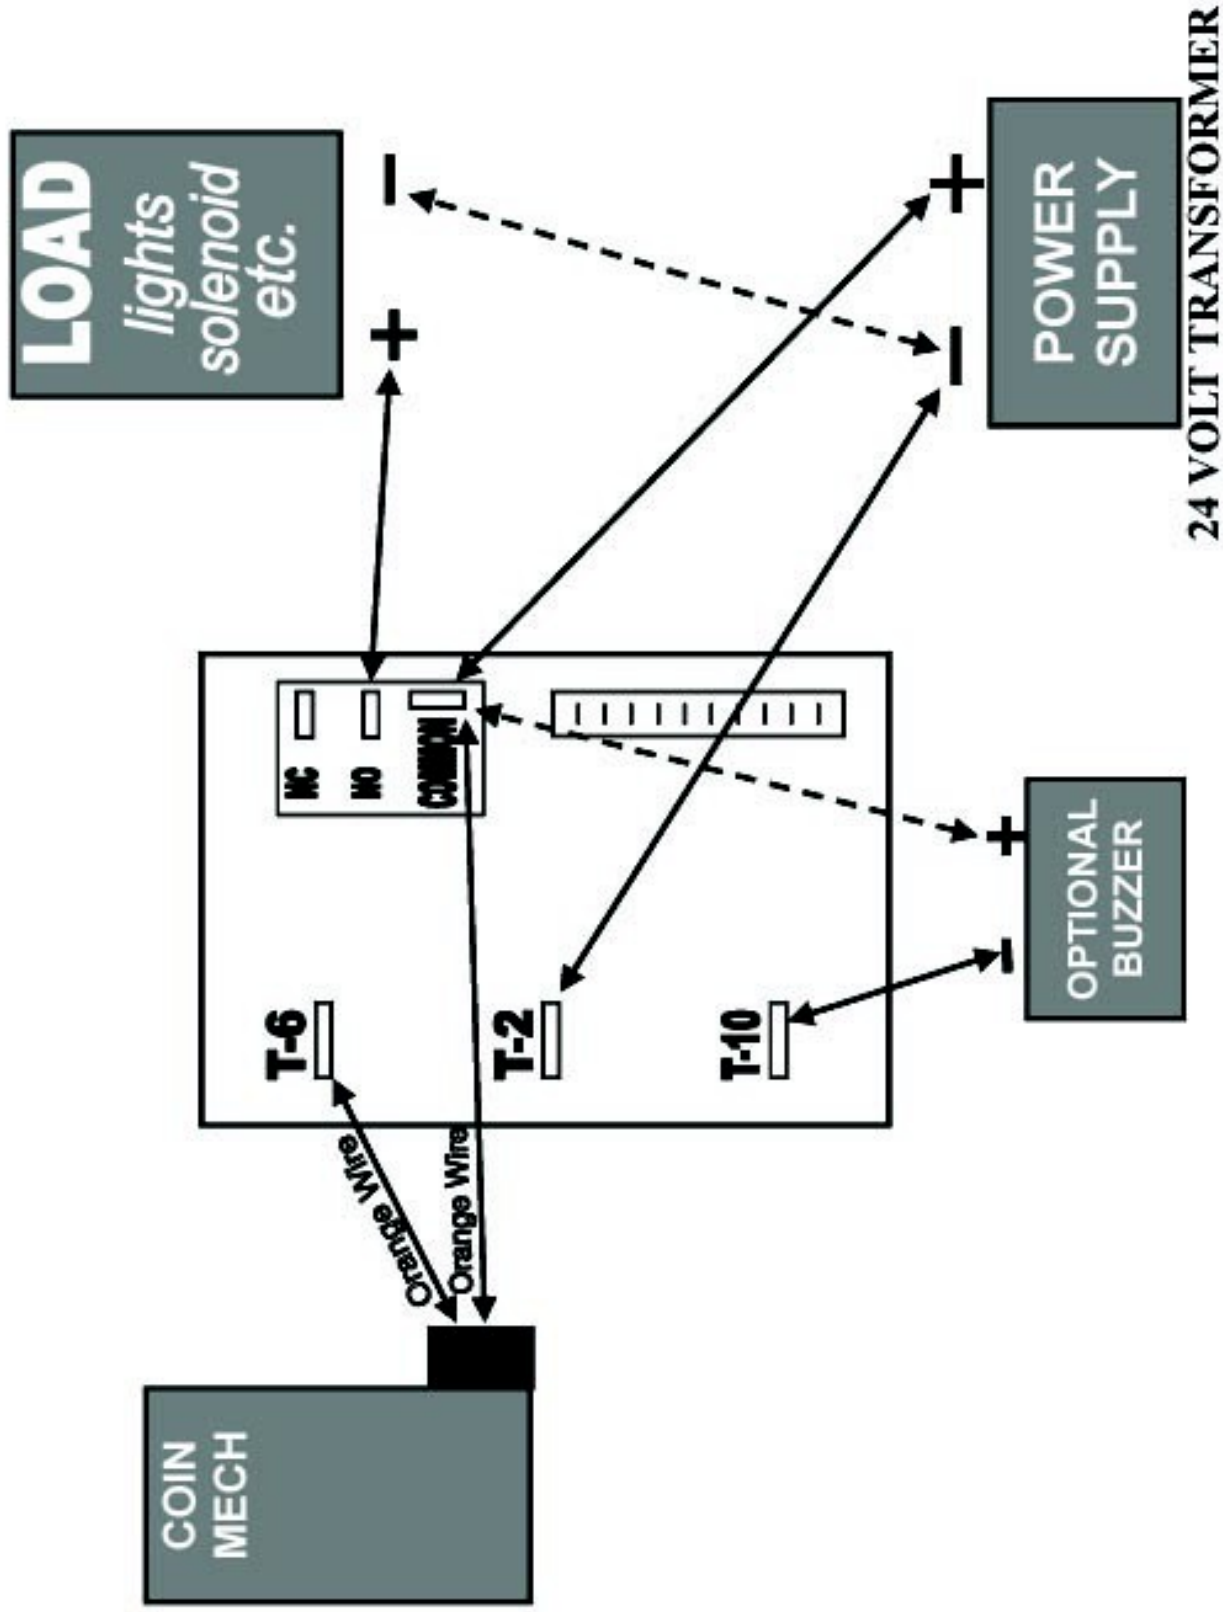 LOAD
lights
solenoid
etc.
POWER
SUPPLY
24 VOLT TRANSFORMER
NC
NO
COMMON
T-6
T-2
T-10
OPTIONAL
BUZZER
Orange Wire
Orange Wire
COIN
MECH
+
−
+
−
+
-